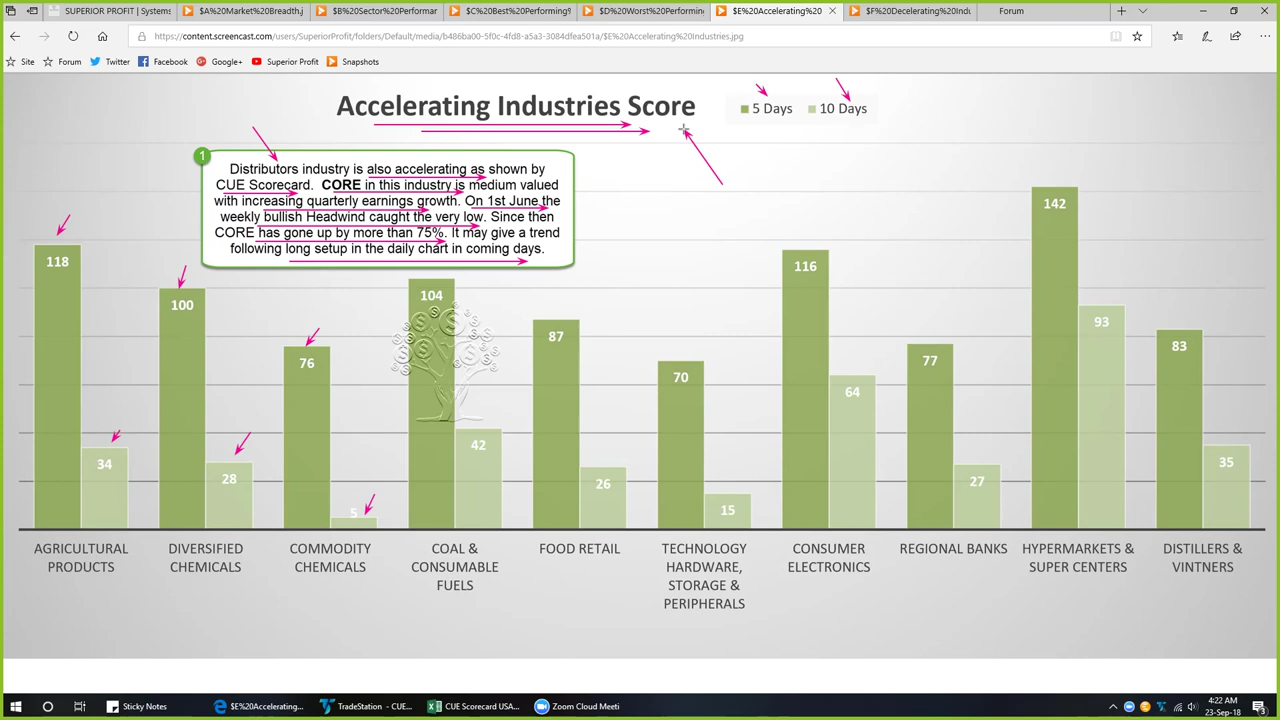 SUPERIOR PROFIT | Systems
$A%20Market%20Breadth.j
$B%20Sector%20Performar
$C%20Best%20Performing%
$D%20Worst%20Performing
$E%20Accelerating%20
$F%20Decelerating%20Indu
Forum
https://content.screencast.com/users/SuperiorProfit/folders/Default/media/b486ba00-5f0c-4fd8-a5a3-3084dfea501a/$E%20Accelerating%20Industries.jpg
Site
Forum
Twitter
Facebook
Google+
Superior Profit
Snapshots
Accelerating Industries Score
5 Days
10 Days
1
Distributors industry is also accelerating as shown by
CUE Scorecard. CORE in this industry is medium valued
with increasing quarterly earnings growth. On 1st June the
weekly bullish Headwind caught the very low. Since then
CORE has gone up by more than 75%. It may give a trend
following long setup in the daily chart in coming days.
118
34
100
28
76
5
104
42
87
26
70
15
116
64
77
27
142
93
83
35
AGRICULTURAL
PRODUCTS
DIVERSIFIED
CHEMICALS
COMMODITY
CHEMICALS
COAL &
CONSUMABLE
FUELS
FOOD RETAIL
TECHNOLOGY
HARDWARE,
STORAGE &
PERIPHERALS
CONSUMER
ELECTRONICS
REGIONAL BANKS
HYPERMARKETS &
SUPER CENTERS
DISTILLERS &
VINTNERS
Sticky Notes
$E%20Accelerating...
TradeStation - CUE...
CUE Scorecard USA...
Zoom Cloud Meeti
4:22 AM
23-Sep-18
3